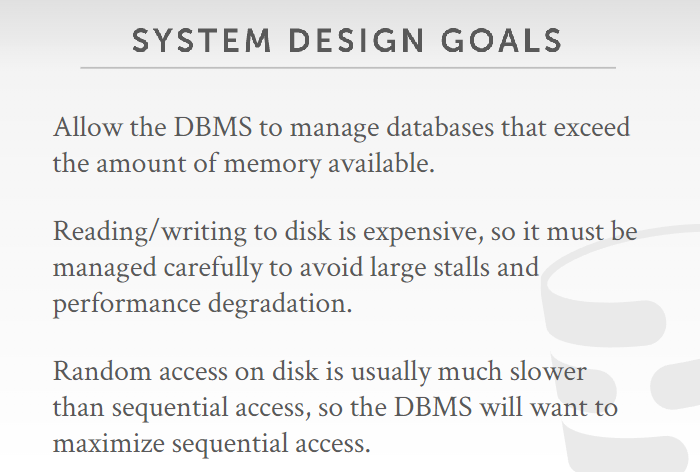 SYSTEM DESIGN GOALS
Allow the DBMS to manage databases that exceed
the amount of memory available.
Reading/writing to disk is expensive, so it must be
managed carefully to avoid large stalls and
performance degradation.
Random access on disk is usually much slower
than sequential access, so the DBMS will want to
maximize sequential access.